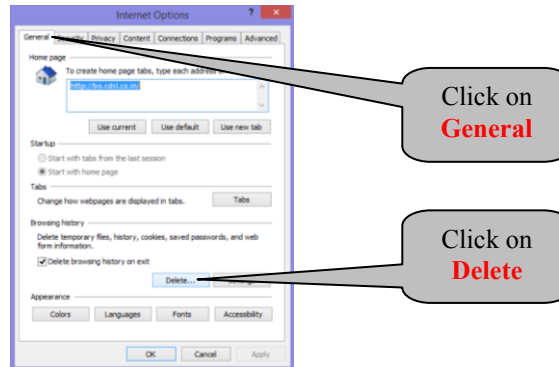 Internet Options
?
General Security Privacy Content Connections Programs Advanced
Home page
To create home page tabs, type each address
http://bo.cdsl.co.in/
Use current Use default Use new tab
Startup
Start with tabs from the last session
Start with home page
Tabs
Change how webpages are displayed in tabs. Tabs
Browsing history
Delete temporary files, history, cookies, saved passwords, and web
form information.
Delete browsing history on exit
Delete...
Appearance
Colors Languages Fonts Accessibility
OK Cancel Apply
Click on
General
Click on
Delete